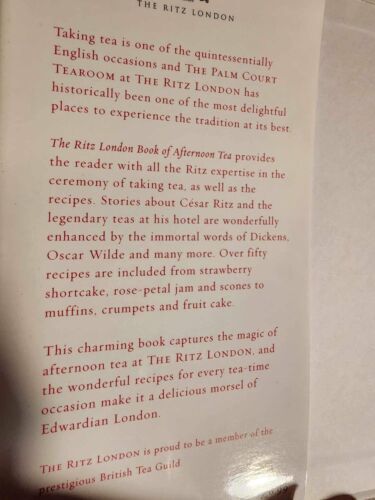 THE RITZ LONDON
Taking tea is one of the quintessentially
English occasions and THE PALM COURT
TEAROOM at THE RITZ LONDON has
historically been one of the most delightful
places to experience the tradition at its best.
The Ritz London Book of Afternoon Tea provides
the reader with all the Ritz expertise in the
ceremony of taking tea, as well as the
recipes. Stories about César Ritz and the
legendary teas at his hotel are wonderfully
enhanced by the immortal words of Dickens,
Oscar Wilde and many more. Over fifty
recipes are included from strawberry
shortcake, rose-petal jam and scones to
muffins, crumpets and fruit cake.
This charming book captures the magic of
afternoon tea at THE RITZ LONDON, and
the wonderful recipes for every tea-time
occasion make it a delicious morsel of
Edwardian London.
THE RITZ LONDON is proud to be a member of the
prestigious British Tea Guild